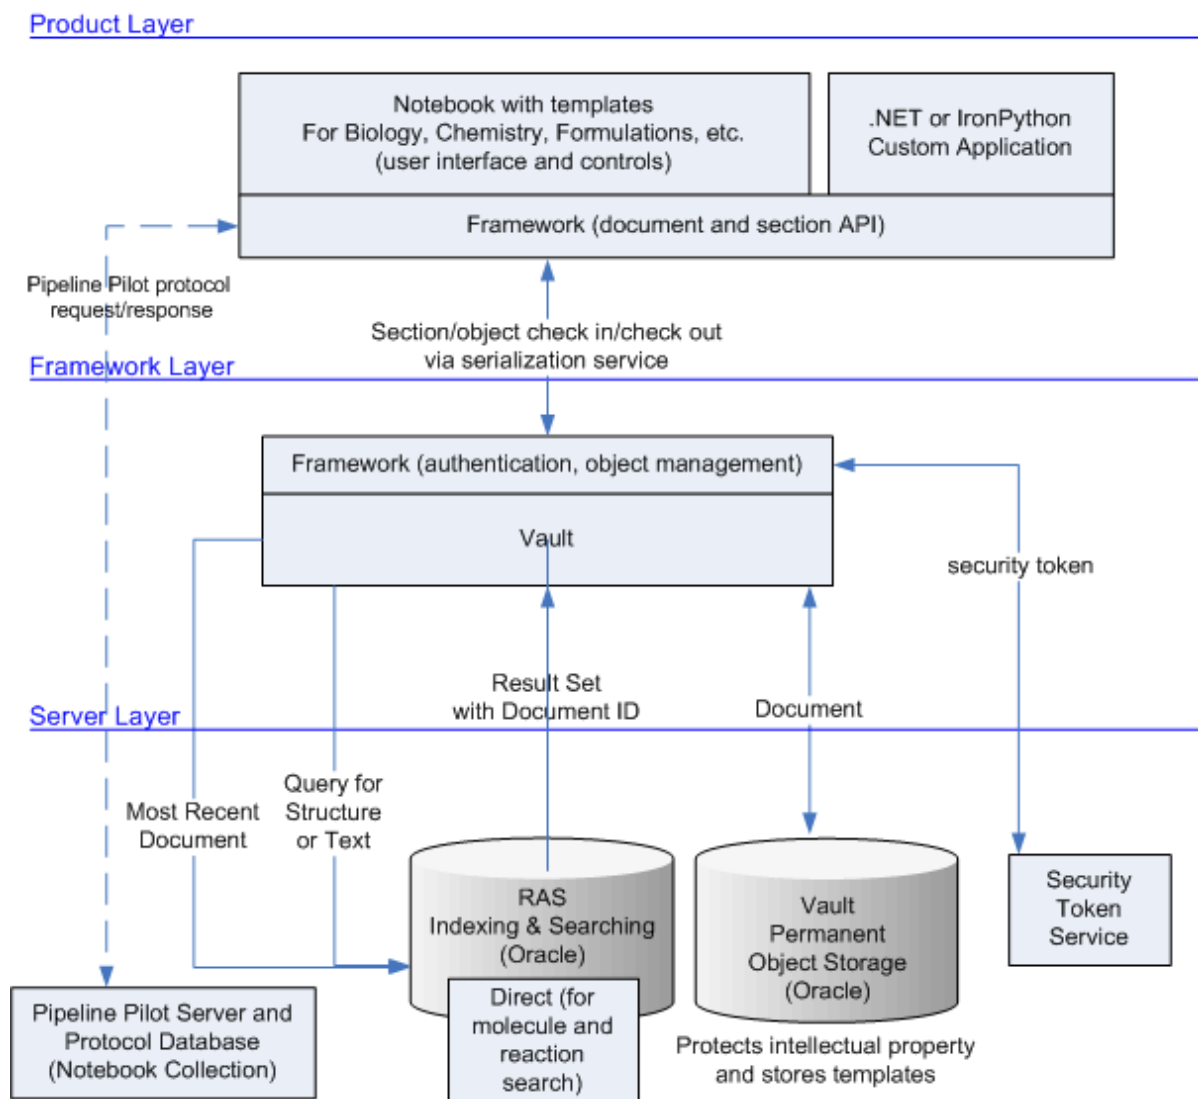 Product Layer
Notebook with templates
For Biology, Chemistry, Formulations, etc.
(user interface and controls)
.NET or IronPython
Custom Application
Framework (document and section API)
Pipeline Pilot protocol
request/response
Section/object check in/check out
via serialization service
Framework Layer
Framework (authentication, object management)
Vault
security token
Result Set
with Document ID
Document
Server Layer
Most Recent
Document
Query for
Structure
or Text
RAS
Indexing & Searching
(Oracle)
Direct (for
molecule and
reaction
search)
Vault
Permanent
Object Storage
(Oracle)
Protects intellectual property
and stores templates
Security
Token
Service
Pipeline Pilot Server and
Protocol Database
(Notebook Collection)